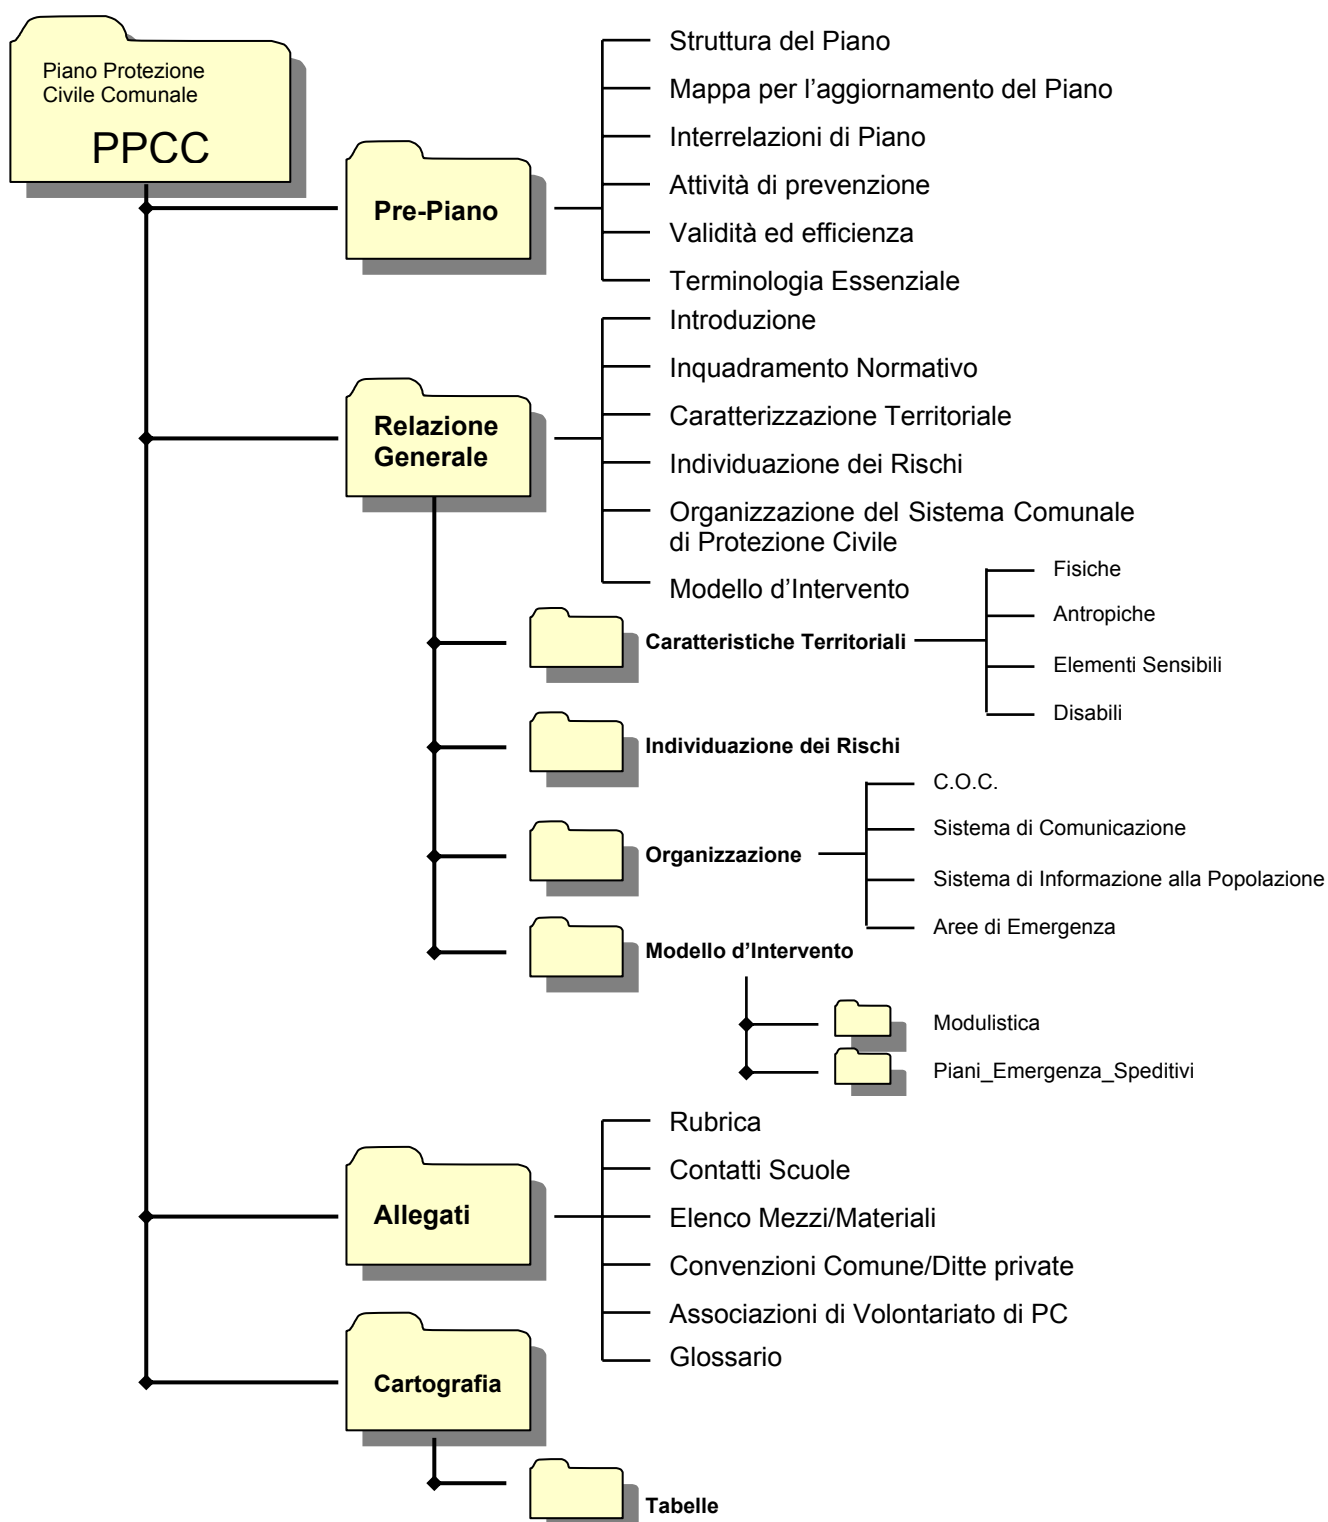 Piano Protezione
Civile Comunale
PPCC
Pre-Piano
Struttura del Piano
Mappa per l’aggiornamento del Piano
Interrelazioni di Piano
Attività di prevenzione
Validità ed efficienza
Terminologia Essenziale
Relazione
Generale
Introduzione
Inquadramento Normativo
Caratterizzazione Territoriale
Individuazione dei Rischi
Organizzazione del Sistema Comunale
di Protezione Civile
Modello d’Intervento
Caratteristiche Territoriali
Fisiche
Antropiche
Elementi Sensibili
Disabili
Individuazione dei Rischi
Organizzazione
C.O.C.
Sistema di Comunicazione
Sistema di Informazione alla Popolazione
Aree di Emergenza
Modello d’Intervento
Modulistica
Piani_Emergenza_Speditivi
Allegati
Rubrica
Contatti Scuole
Elenco Mezzi/Materiali
Convenzioni Comune/Ditte private
Associazioni di Volontariato di PC
Glossario
Cartografia
Tabelle